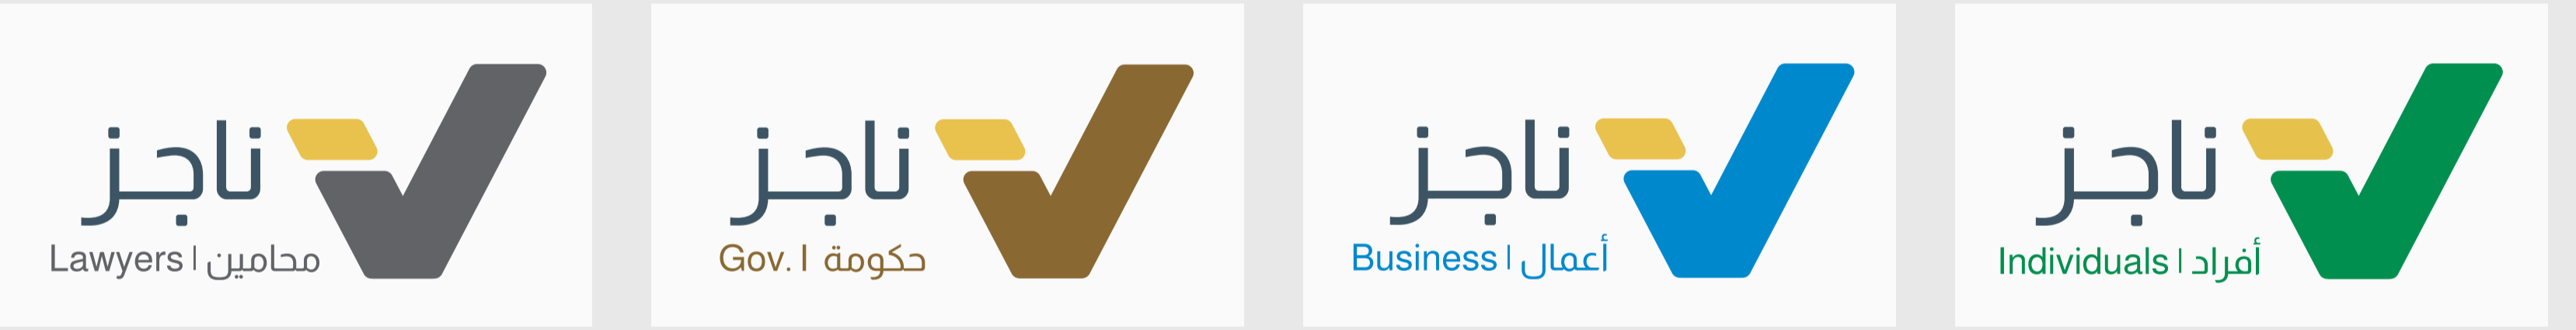 ناجز
Lawyers | محامين
ناجز
Gov. | حكومة
ناجز
Business | أعمال
ناجز
Individuals | أفراد